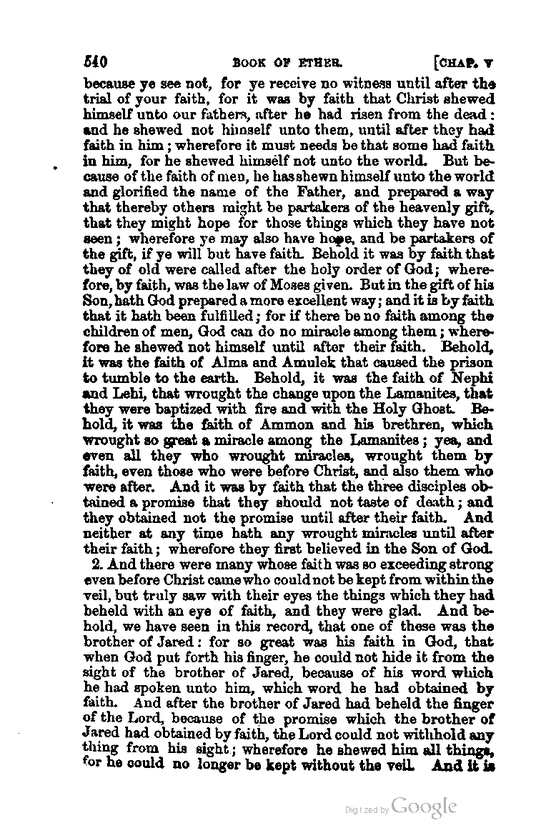 540 BOOK OF ETHER. [CHAP. V
because ye see not, for ye receive no witness until after the
trial of your faith, for it was by faith that Christ shewed
himself unto our fathers, after he had risen from the dead:
and he shewed not himself unto them, until after they had
faith in him; wherefore it must needs be that some had faith
in him, for he shewed himself not unto the world. But be-
cause of the faith of men, he has shewn himself unto the world
and glorified the name of the Father, and prepared a way
that thereby others might be partakers of the heavenly gift,
that they might hope for those things which they have not
seen; wherefore ye may also have hope, and be partakers of
the gift, if ye will but have faith. Behold it was by faith that
they of old were called after the holy order of God; where-
fore, by faith, was the law of Moses given. But in the gift of his
Son, hath God prepared a more excellent way; and it is by faith
that it hath been fulfilled; for if there be no faith among the
children of men, God can do no miracle among them; where-
fore he shewed not himself until after their faith. Behold,
it was the faith of Alma and Amulek that caused the prison
to tumble to the earth. Behold, it was the faith of Nephi
and Lehi, that wrought the change upon the Lamanites, that
they were baptized with fire and with the Holy Ghost. Be-
hold, it was the faith of Ammon and his brethren, which
wrought so great a miracle among the Lamanites; yea, and
even all they who wrought miracles, wrought them by
faith, even those who were before Christ, and also them who
were after. And it was by faith that the three disciples ob-
tained a promise that they should not taste of death; and
they obtained not the promise until after their faith. And
neither at any time hath any wrought miracles until after
their faith; wherefore they first believed in the Son of God.
2. And there were many whose faith was so exceeding strong
even before Christ came who could not be kept from within the
veil, but truly saw with their eyes the things which they had
beheld with an eye of faith, and they were glad. And be-
hold, we have seen in this record, that one of these was the
brother of Jared: for so great was his faith in God, that
when God put forth his finger, he could not hide it from the
sight of the brother of Jared, because of his word which
he had spoken unto him, which word he had obtained by
faith. And after the brother of Jared had beheld the finger
of the Lord, because of the promise which the brother of
Jared had obtained by faith, the Lord could not withhold any
thing from his sight; wherefore he shewed him all things,
for he could no longer be kept without the veil. And it is
Digitized by Google